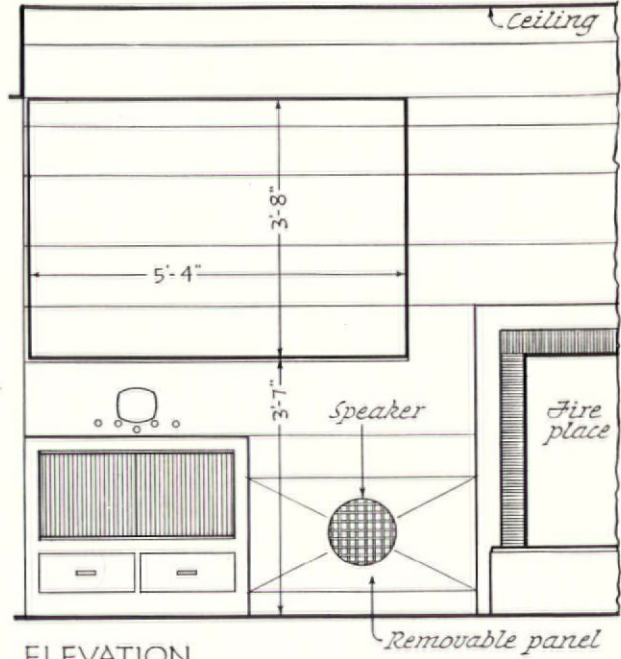 Ceiling
3'-8"
5'-4"
3'-7"
Speaker
Fire
place
Removable panel
ELEVATION